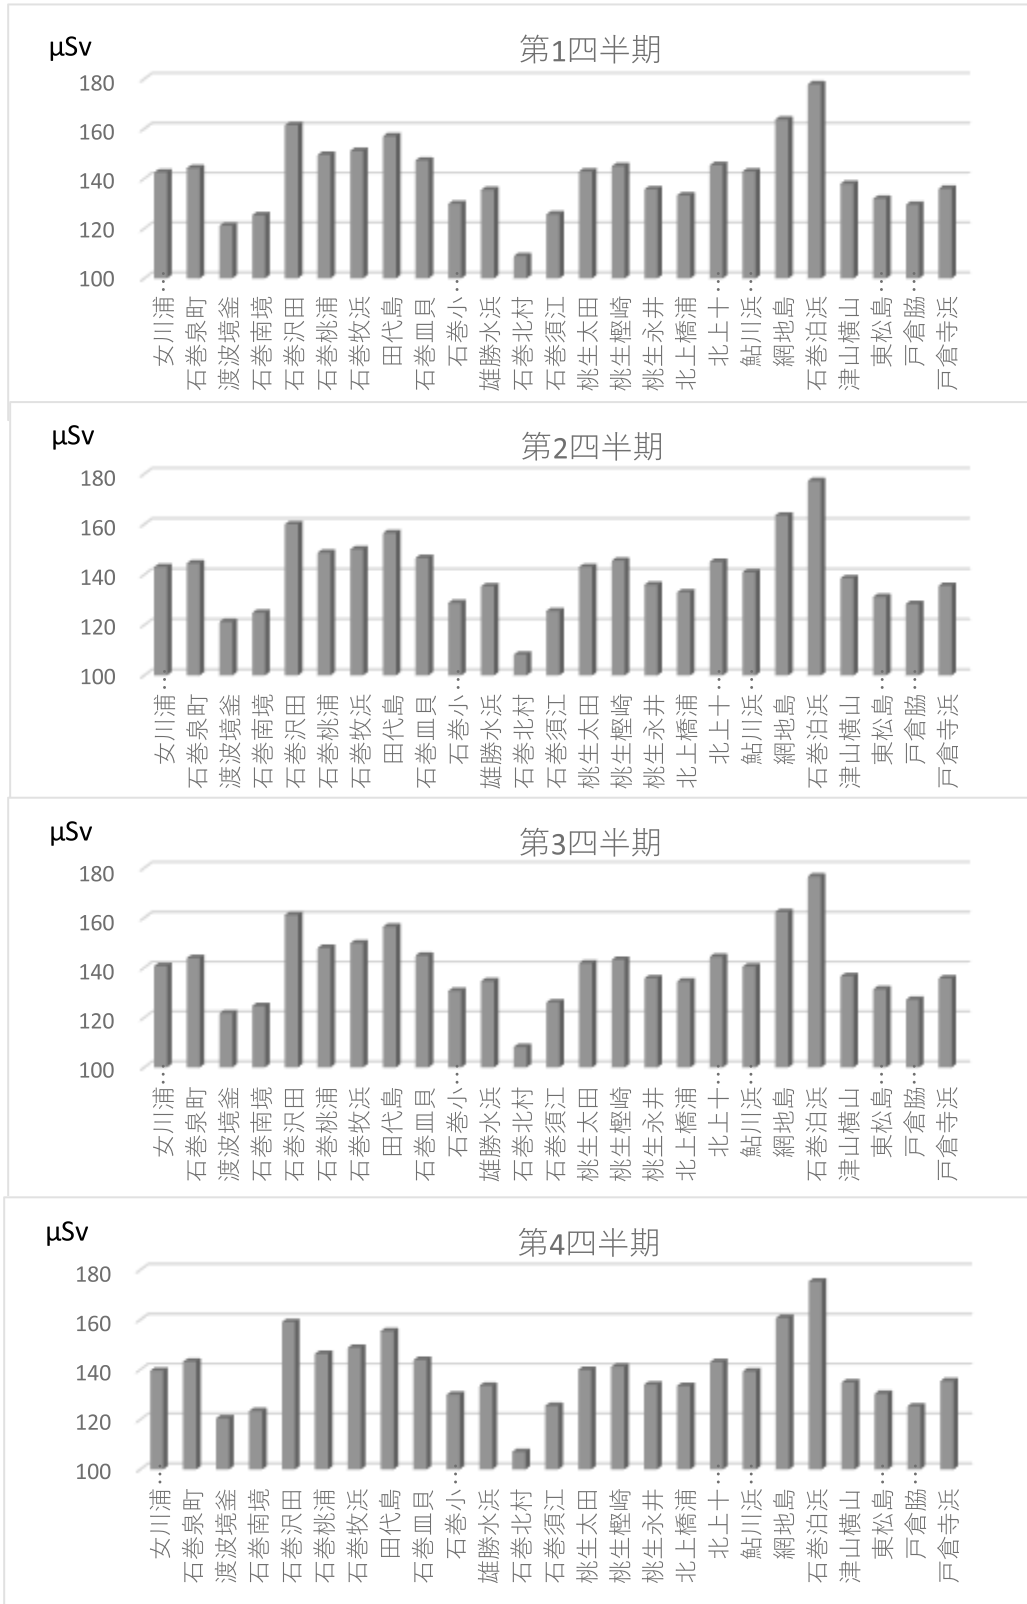 μSv
第1四半期
180
160
140
120
100
女川浦…
石巻泉町
渡波境釜
石巻南境
石巻沢田
石巻桃浦
石巻牧浜
田代島
石巻皿貝
石巻小…
雄勝水浜
石巻北村
石巻須江
桃生太田
桃生樫崎
桃生永井
北上橋浦
北上十…
鮎川浜…
網地島
石巻泊浜
津山横山
東松島…
戸倉脇…
戸倉寺浜
μSv
第2四半期
180
160
140
120
100
女川浦…
石巻泉町
渡波境釜
石巻南境
石巻沢田
石巻桃浦
石巻牧浜
田代島
石巻皿貝
石巻小…
雄勝水浜
石巻北村
石巻須江
桃生太田
桃生樫崎
桃生永井
北上橋浦
北上十…
鮎川浜…
網地島
石巻泊浜
津山横山
東松島…
戸倉脇…
戸倉寺浜
μSv
第3四半期
180
160
140
120
100
女川浦…
石巻泉町
渡波境釜
石巻南境
石巻沢田
石巻桃浦
石巻牧浜
田代島
石巻皿貝
石巻小…
雄勝水浜
石巻北村
石巻須江
桃生太田
桃生樫崎
桃生永井
北上橋浦
北上十…
鮎川浜…
網地島
石巻泊浜
津山横山
東松島…
戸倉脇…
戸倉寺浜
μSv
第4四半期
180
160
140
120
100
女川浦…
石巻泉町
渡波境釜
石巻南境
石巻沢田
石巻桃浦
石巻牧浜
田代島
石巻皿貝
石巻小…
雄勝水浜
石巻北村
石巻須江
桃生太田
桃生樫崎
桃生永井
北上橋浦
北上十…
鮎川浜…
網地島
石巻泊浜
津山横山
東松島…
戸倉脇…
戸倉寺浜